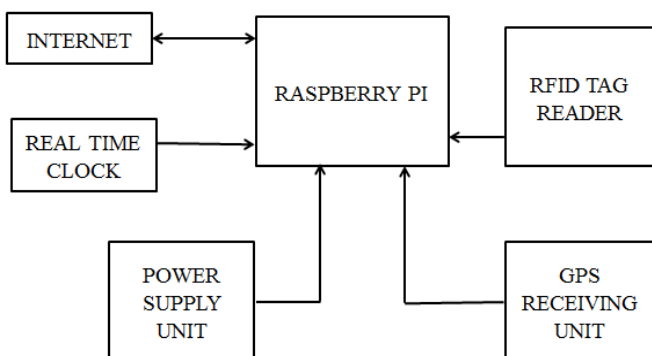 INTERNET
RASPBERRY PI
RFID TAG
READER
REAL TIME
CLOCK
POWER
SUPPLY
UNIT
GPS
RECEIVING
UNIT